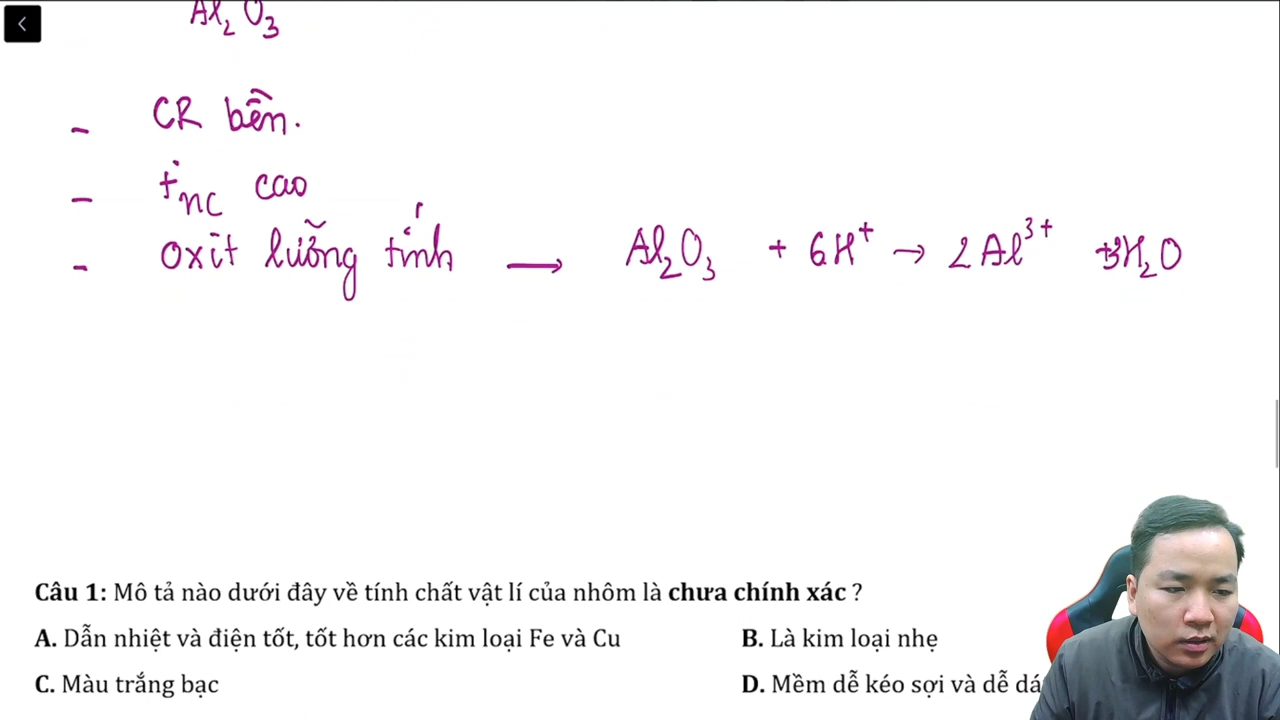 Al₂O₃
- CR bền.
- t°nc cao
- oxit lưỡng tính → Al₂O₃ + 6H⁺ → 2Al³⁺ +3H₂O
Câu 1: Mô tả nào dưới đây về tính chất vật lí của nhôm là chưa chính xác ?
A. Dẫn nhiệt và điện tốt, tốt hơn các kim loại Fe và Cu
B. Là kim loại nhẹ
C. Màu trắng bạc
D. Mềm dễ kéo sợi và dễ